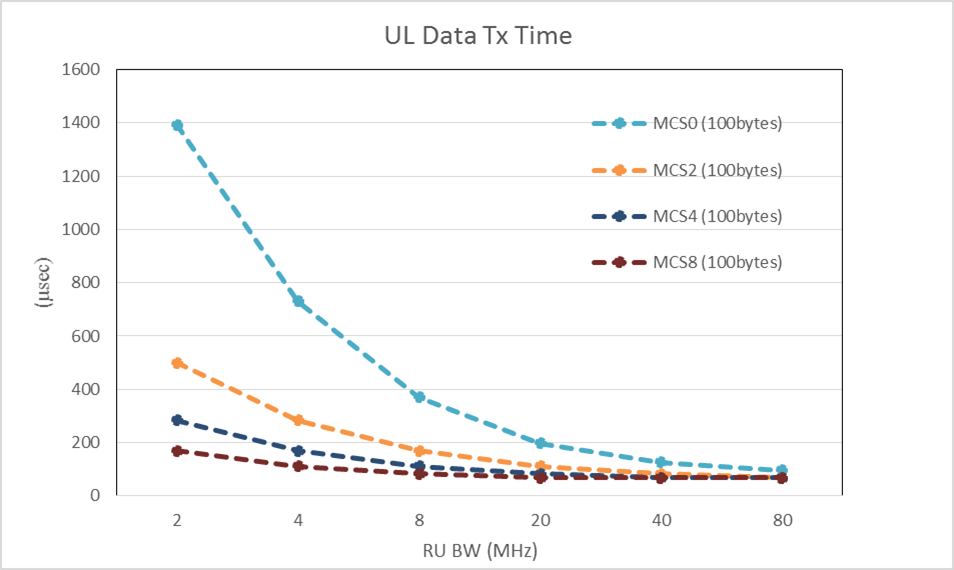 UL Data Tx Time
1600
1400
1200
1000
800
600
400
200
0
(μsec)
MCS0 (100bytes)
MCS2 (100bytes)
MCS4 (100bytes)
MCS8 (100bytes)
2 4 8 20 40 80
RU BW (MHz)